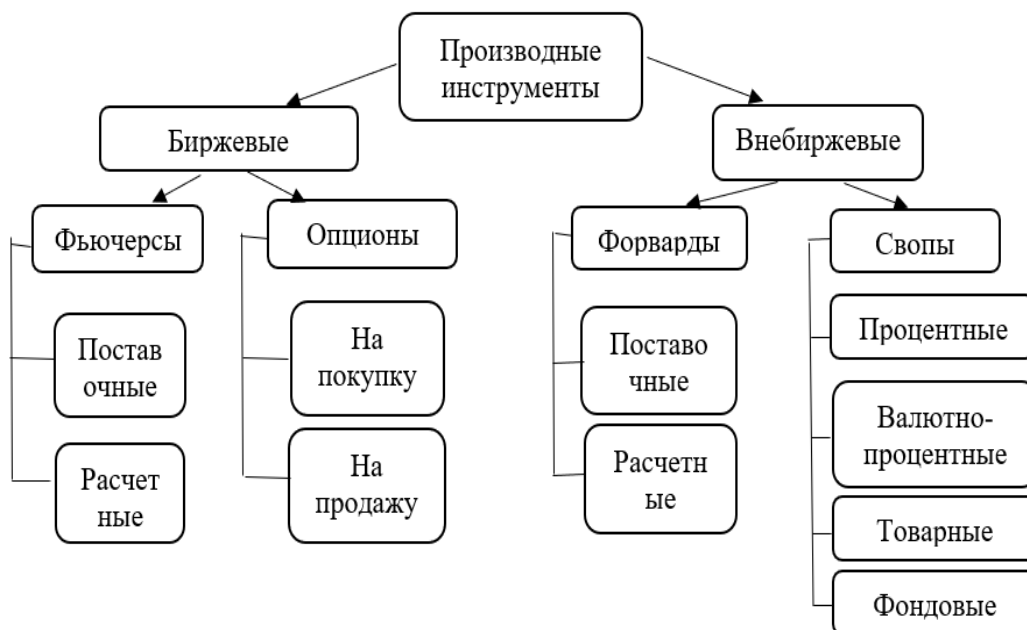 Производные
инструменты
Биржевые
Внебиржевые
Фьючерсы
Опционы
Форварды
Свопы
Постав
очные
На
покупку
Поставо
чные
Процентные
Валютно-
процентные
Расчет
ные
На
продажу
Расчетн
ые
Товарные
Фондовые